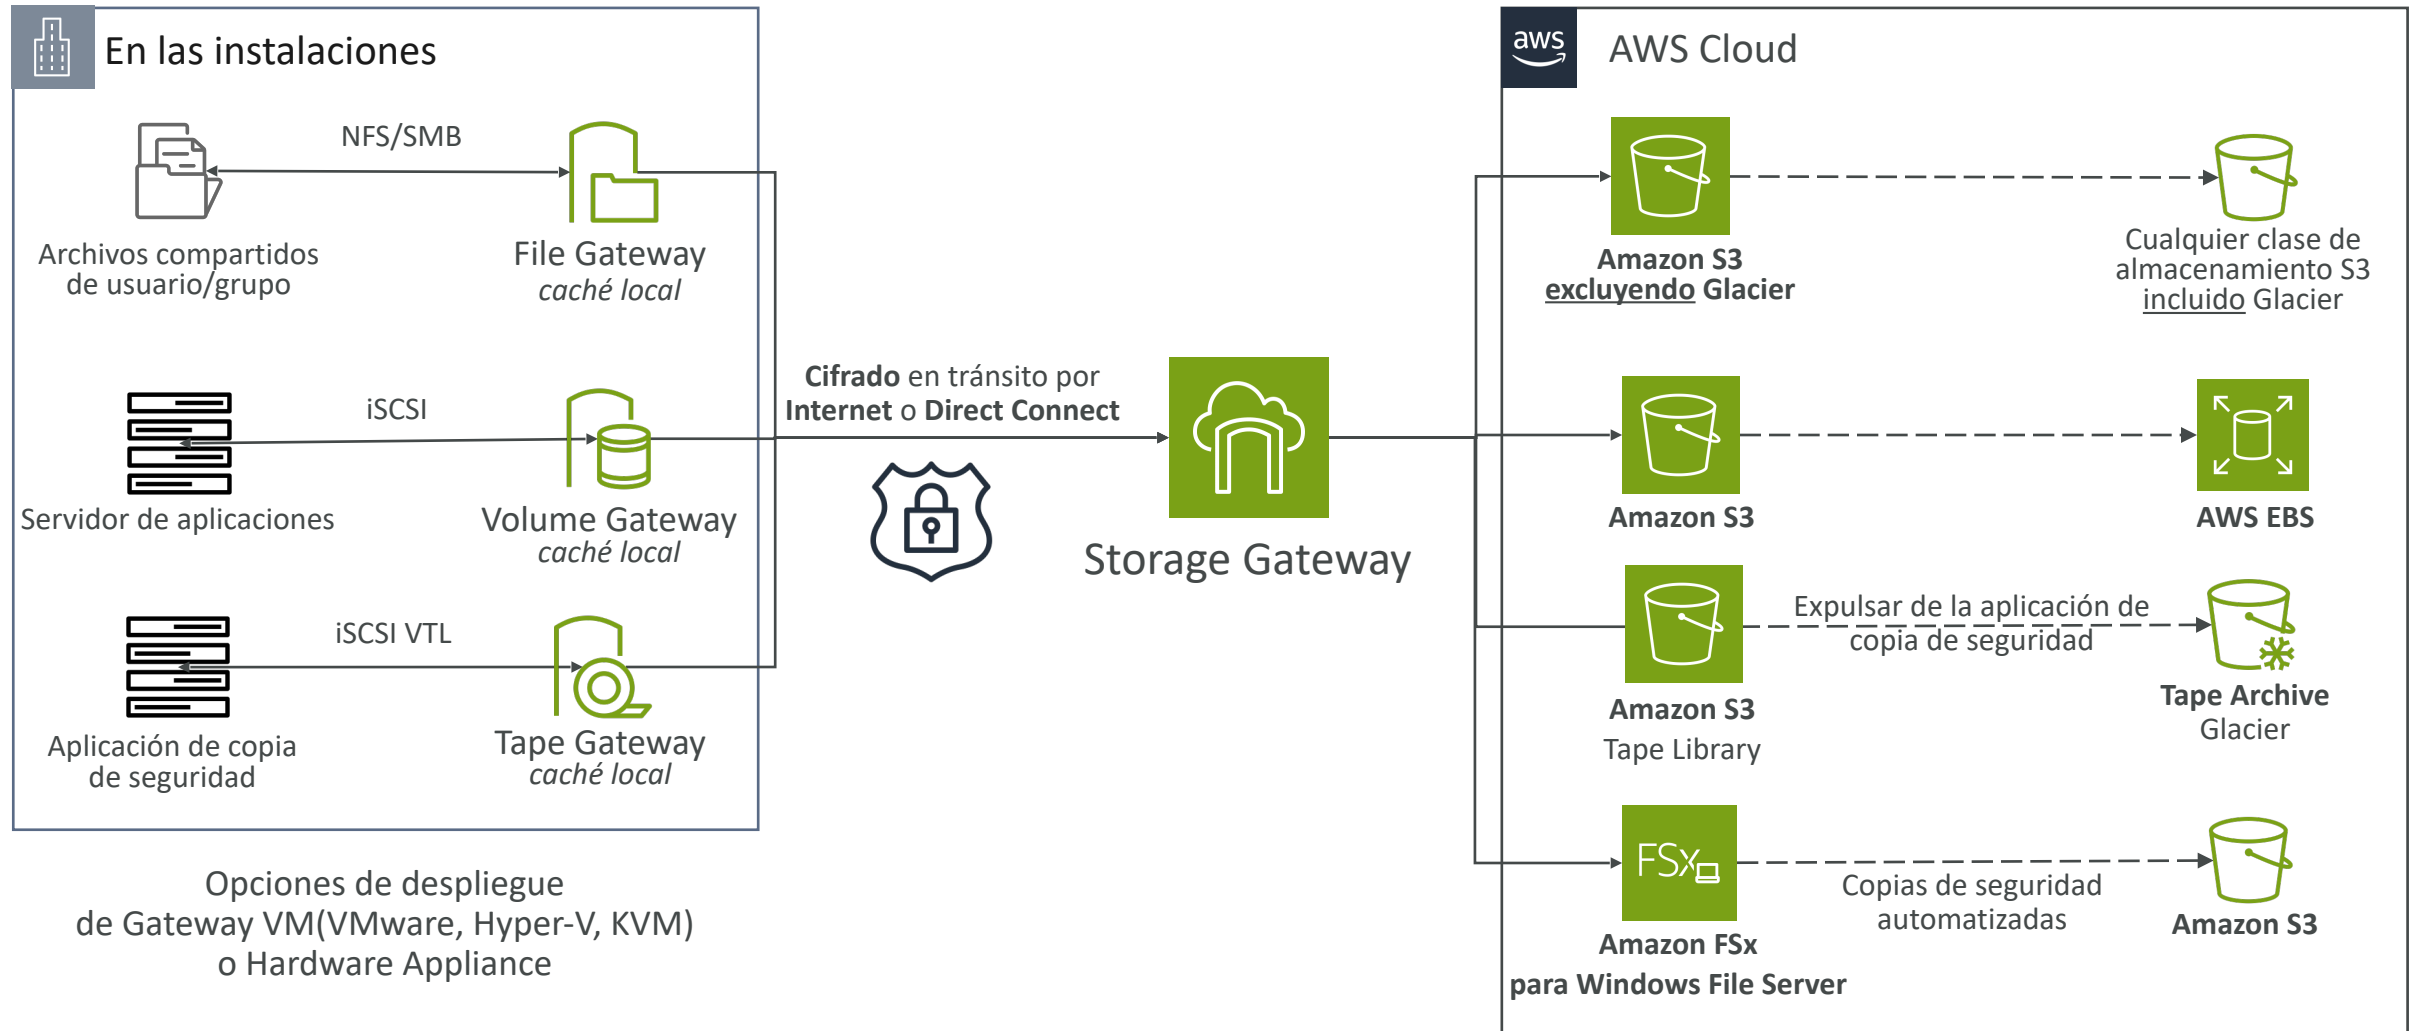 En las instalaciones
NFS/SMB
Archivos compartidos
de usuario/grupo
File Gateway
caché local
iSCSI
Servidor de aplicaciones
Volume Gateway
caché local
iSCSI VTL
Aplicación de copia
de seguridad
Tape Gateway
caché local
Opciones de despliegue
de Gateway VM(VMware, Hyper-V, KVM)
o Hardware Appliance
Cifrado en tránsito por
Internet o Direct Connect
Storage Gateway
aws
AWS Cloud
Amazon S3
excluyendo Glacier
Cualquier clase de
almacenamiento S3
incluido Glacier
Amazon S3
AWS EBS
Amazon S3
Tape Library
Expulsar de la aplicación de
copia de seguridad
Tape Archive
Glacier
FSx
Amazon FSx
para Windows File Server
Copias de seguridad
automatizadas
Amazon S3